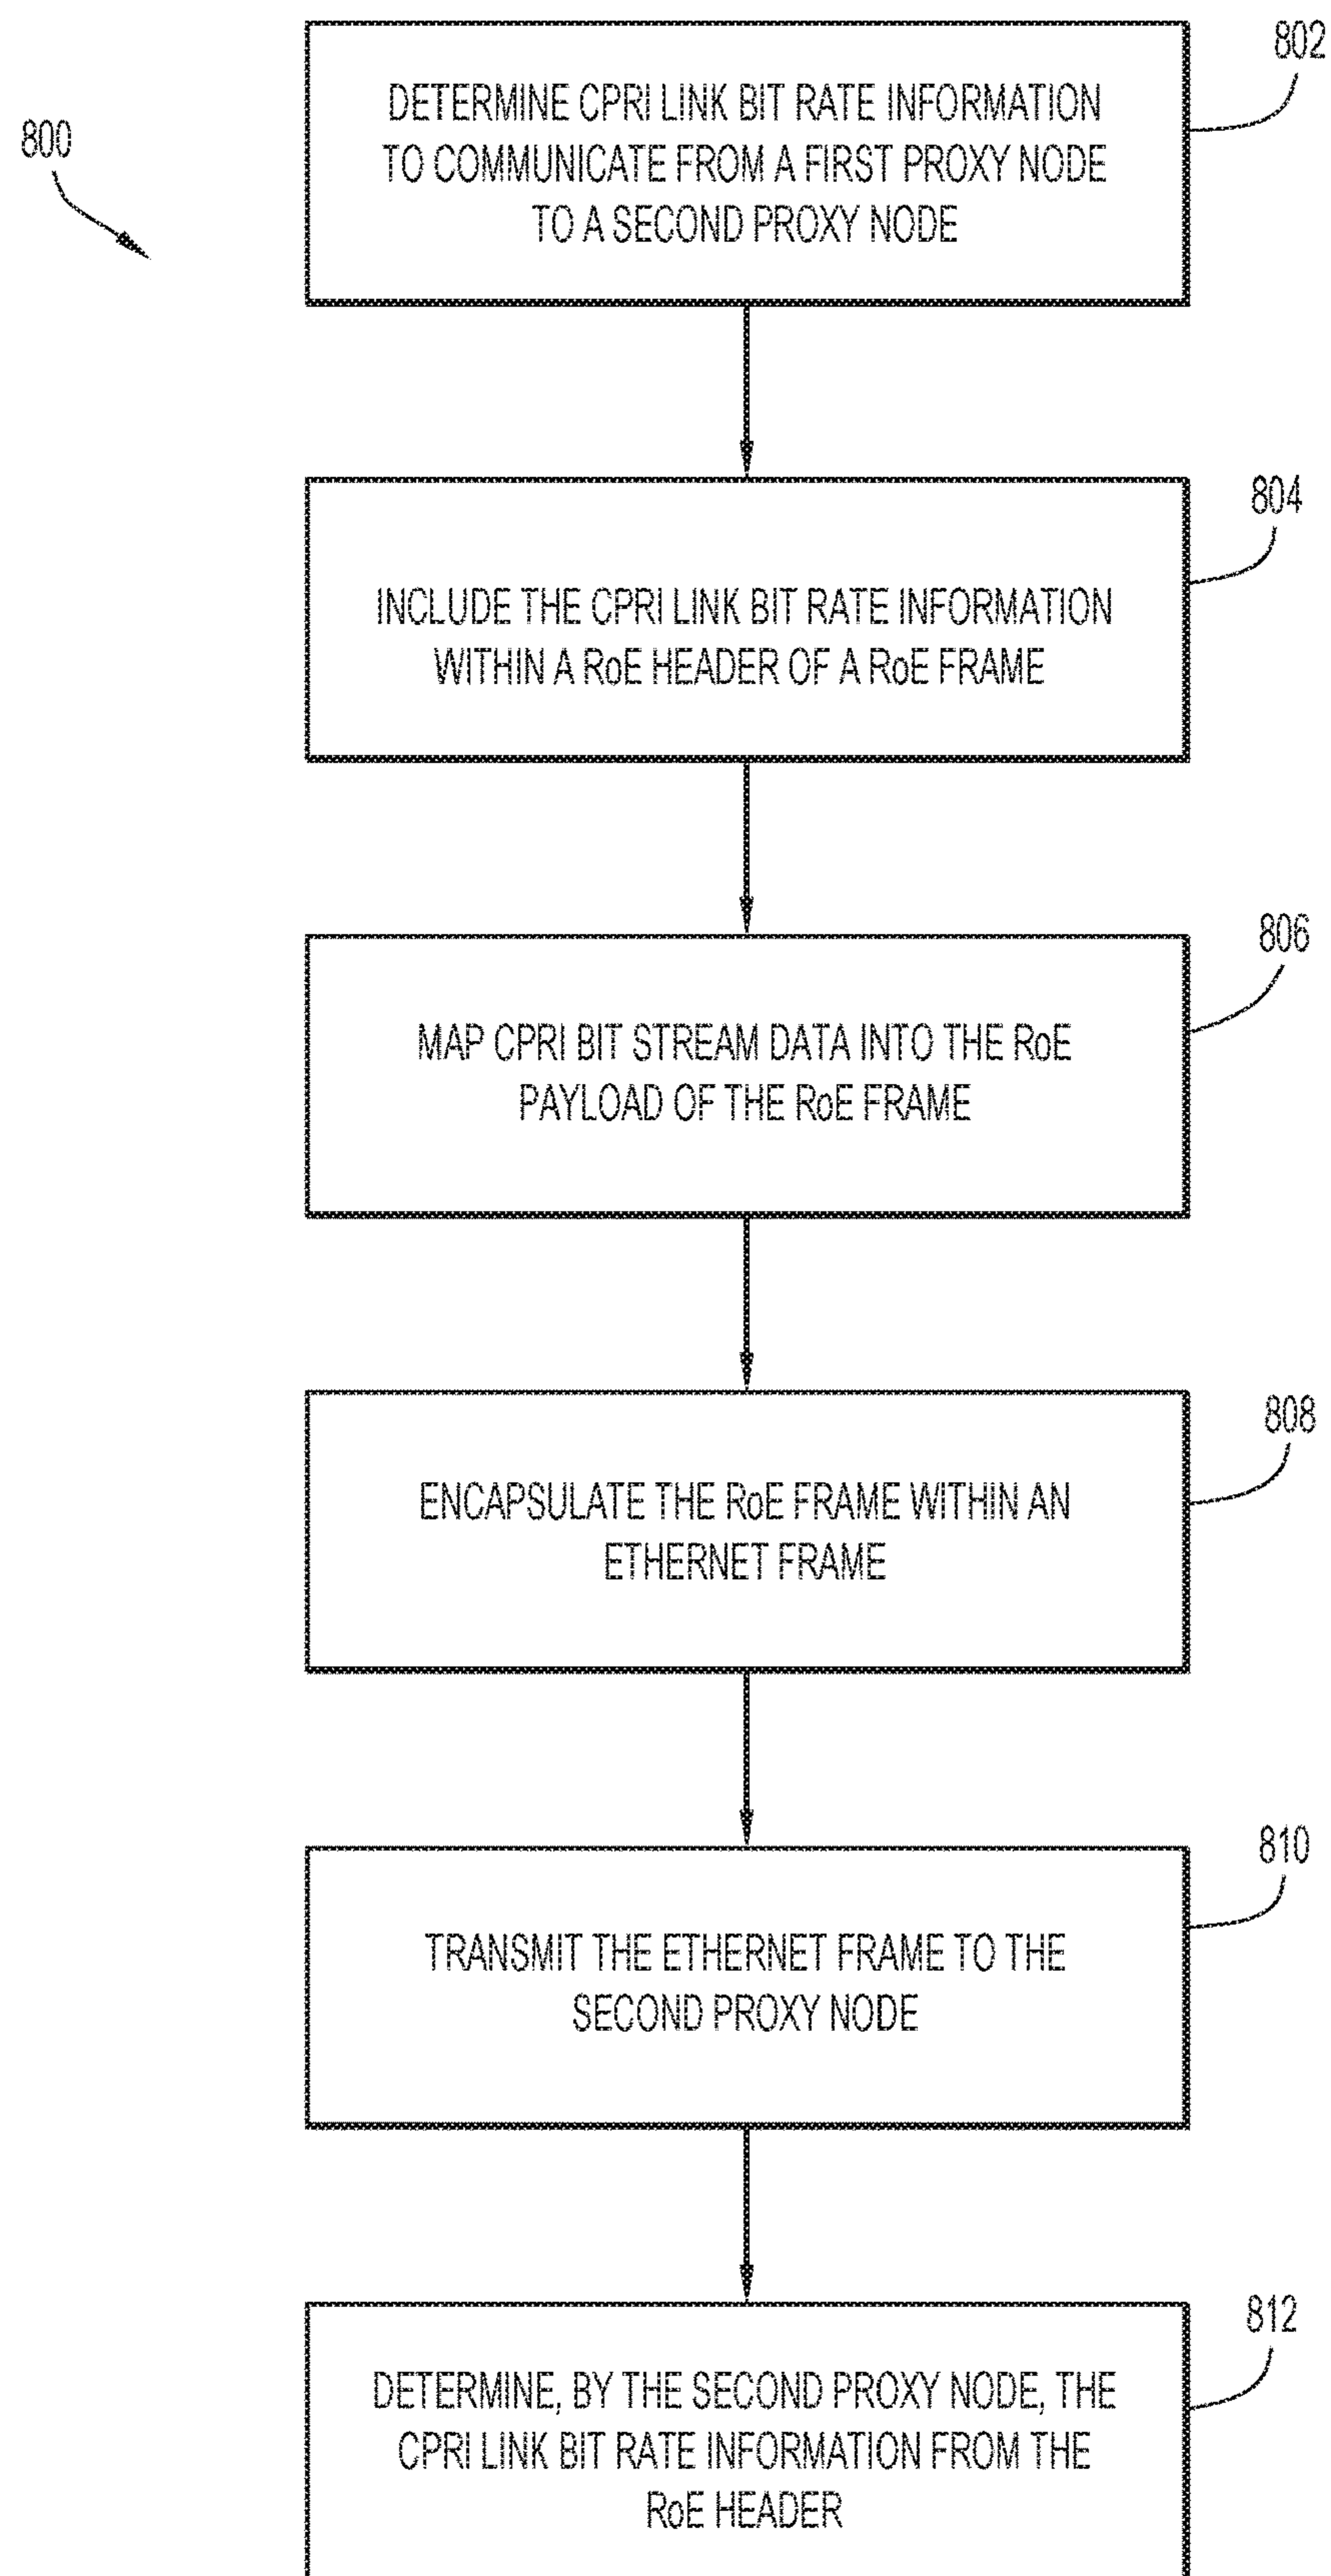 800
802
DETERMINE CPRI LINK BIT RATE INFORMATION
TO COMMUNICATE FROM A FIRST PROXY NODE
TO A SECOND PROXY NODE
804
INCLUDE THE CPRI LINK BIT RATE INFORMATION
WITHIN A RoE HEADER OF A RoE FRAME
806
MAP CPRI BIT STREAM DATA INTO THE RoE
PAYLOAD OF THE RoE FRAME
808
ENCAPSULATE THE RoE FRAME WITHIN AN
ETHERNET FRAME
810
TRANSMIT THE ETHERNET FRAME TO THE
SECOND PROXY NODE
812
DETERMINE, BY THE SECOND PROXY NODE, THE
CPRI LINK BIT RATE INFORMATION FROM THE
RoE HEADER